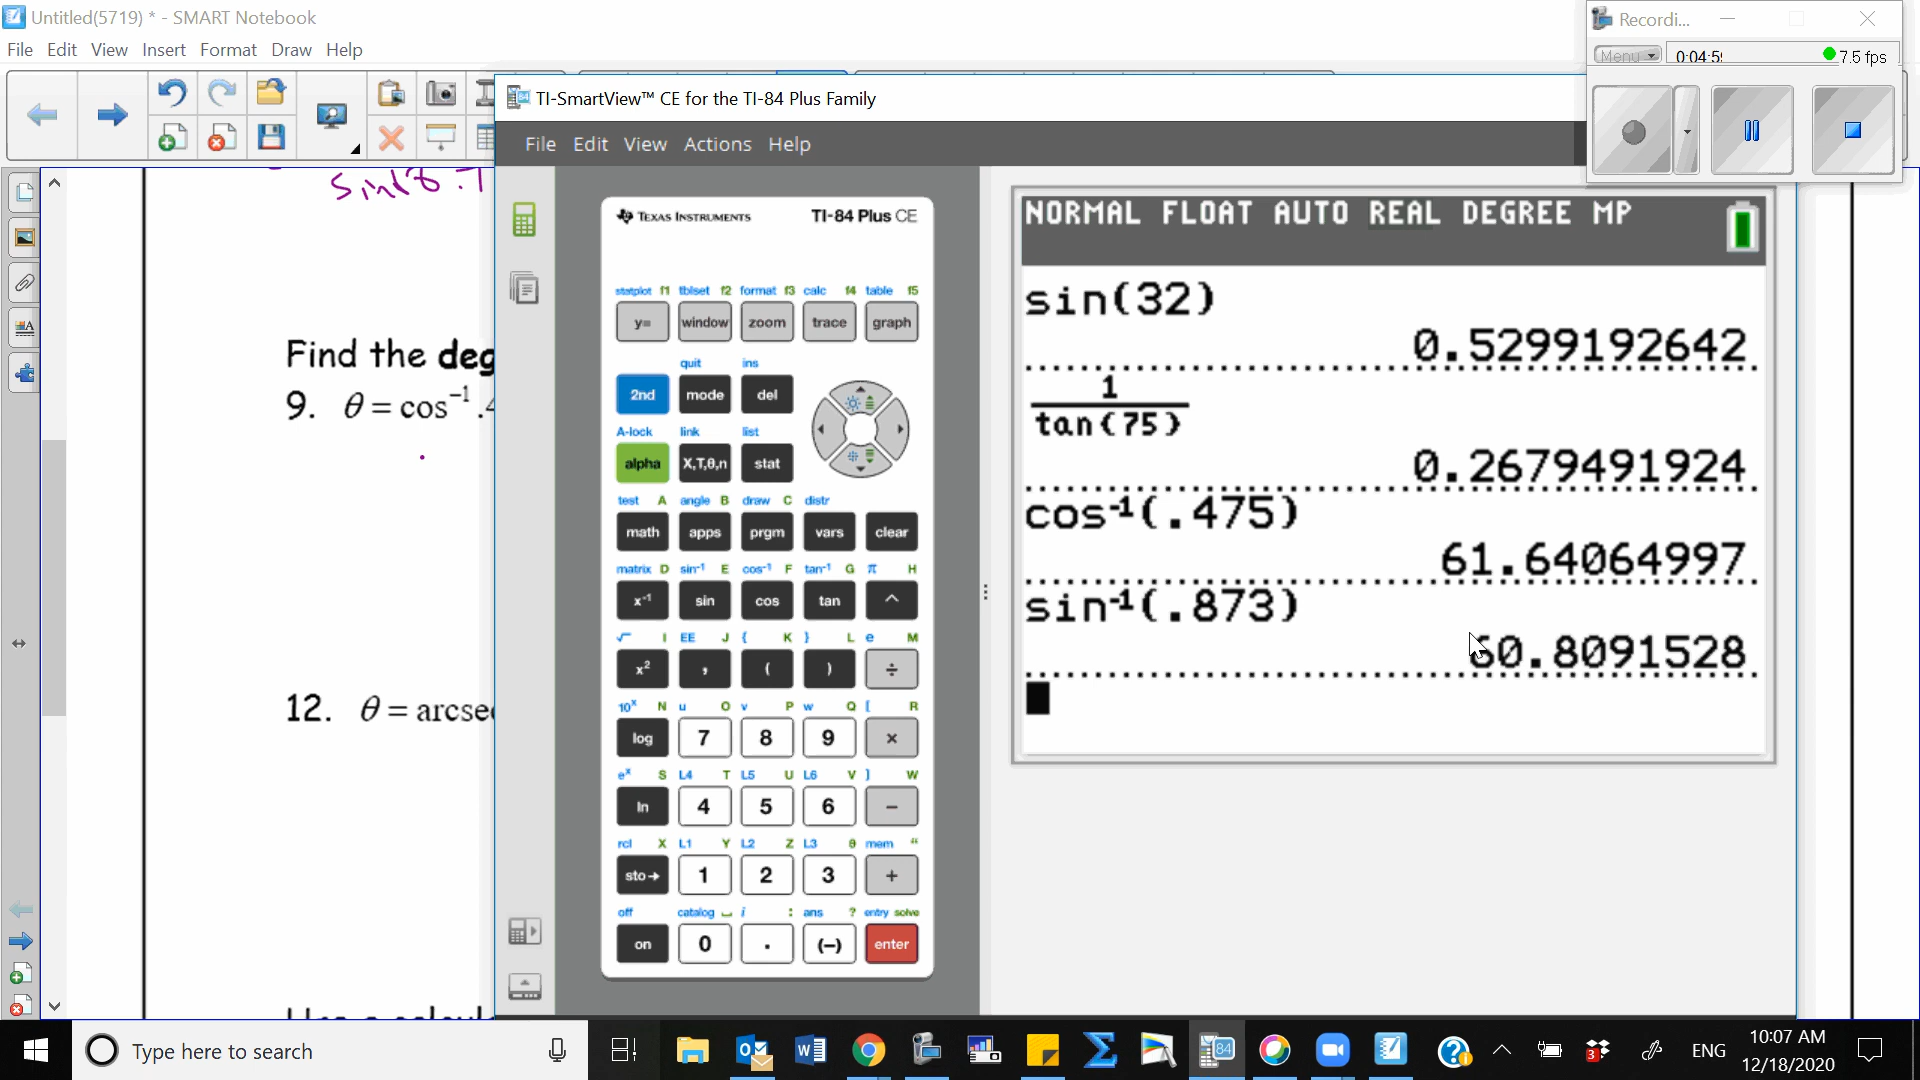 Untitled(5719) * - SMART Notebook
File Edit View Insert Format Draw Help
Recordi...
Menu 0:04:5 7.5 fps
TI-SmartView™ CE for the TI-84 Plus Family
File Edit View Actions Help
sin18.7
Find the deg
9. θ = cos⁻¹ .4
12. θ = arcsec
TEXAS INSTRUMENTS TI-84 Plus CE
statplot f1 tblset f2 format f3 calc f4 table f5
y= window zoom trace graph
quit ins
2nd mode del
A-lock link list
alpha X,T,θ,n stat
test A angle B draw C distr
math apps prgm vars clear
matrix D sin⁻¹ E cos⁻¹ F tan⁻¹ G π H
x⁻¹ sin cos tan ^
√ I EE J { K } L e M
x² , ( ) ÷
10ˣ N u O v P w Q [ R
log 7 8 9 ×
eˣ S L4 T L5 U L6 V ] W
ln 4 5 6 −
rcl X L1 Y L2 Z L3 θ mem "
sto→ 1 2 3 +
off catalog ⎵ i : ans ? entry solve
on 0 . (–) enter
NORMAL FLOAT AUTO REAL DEGREE MP
sin(32)
0.5299192642
1
tan(75)
0.2679491924
cos⁻¹(.475)
61.64064997
sin⁻¹(.873)
60.8091528
Type here to search
ENG
10:07 AM
12/18/2020